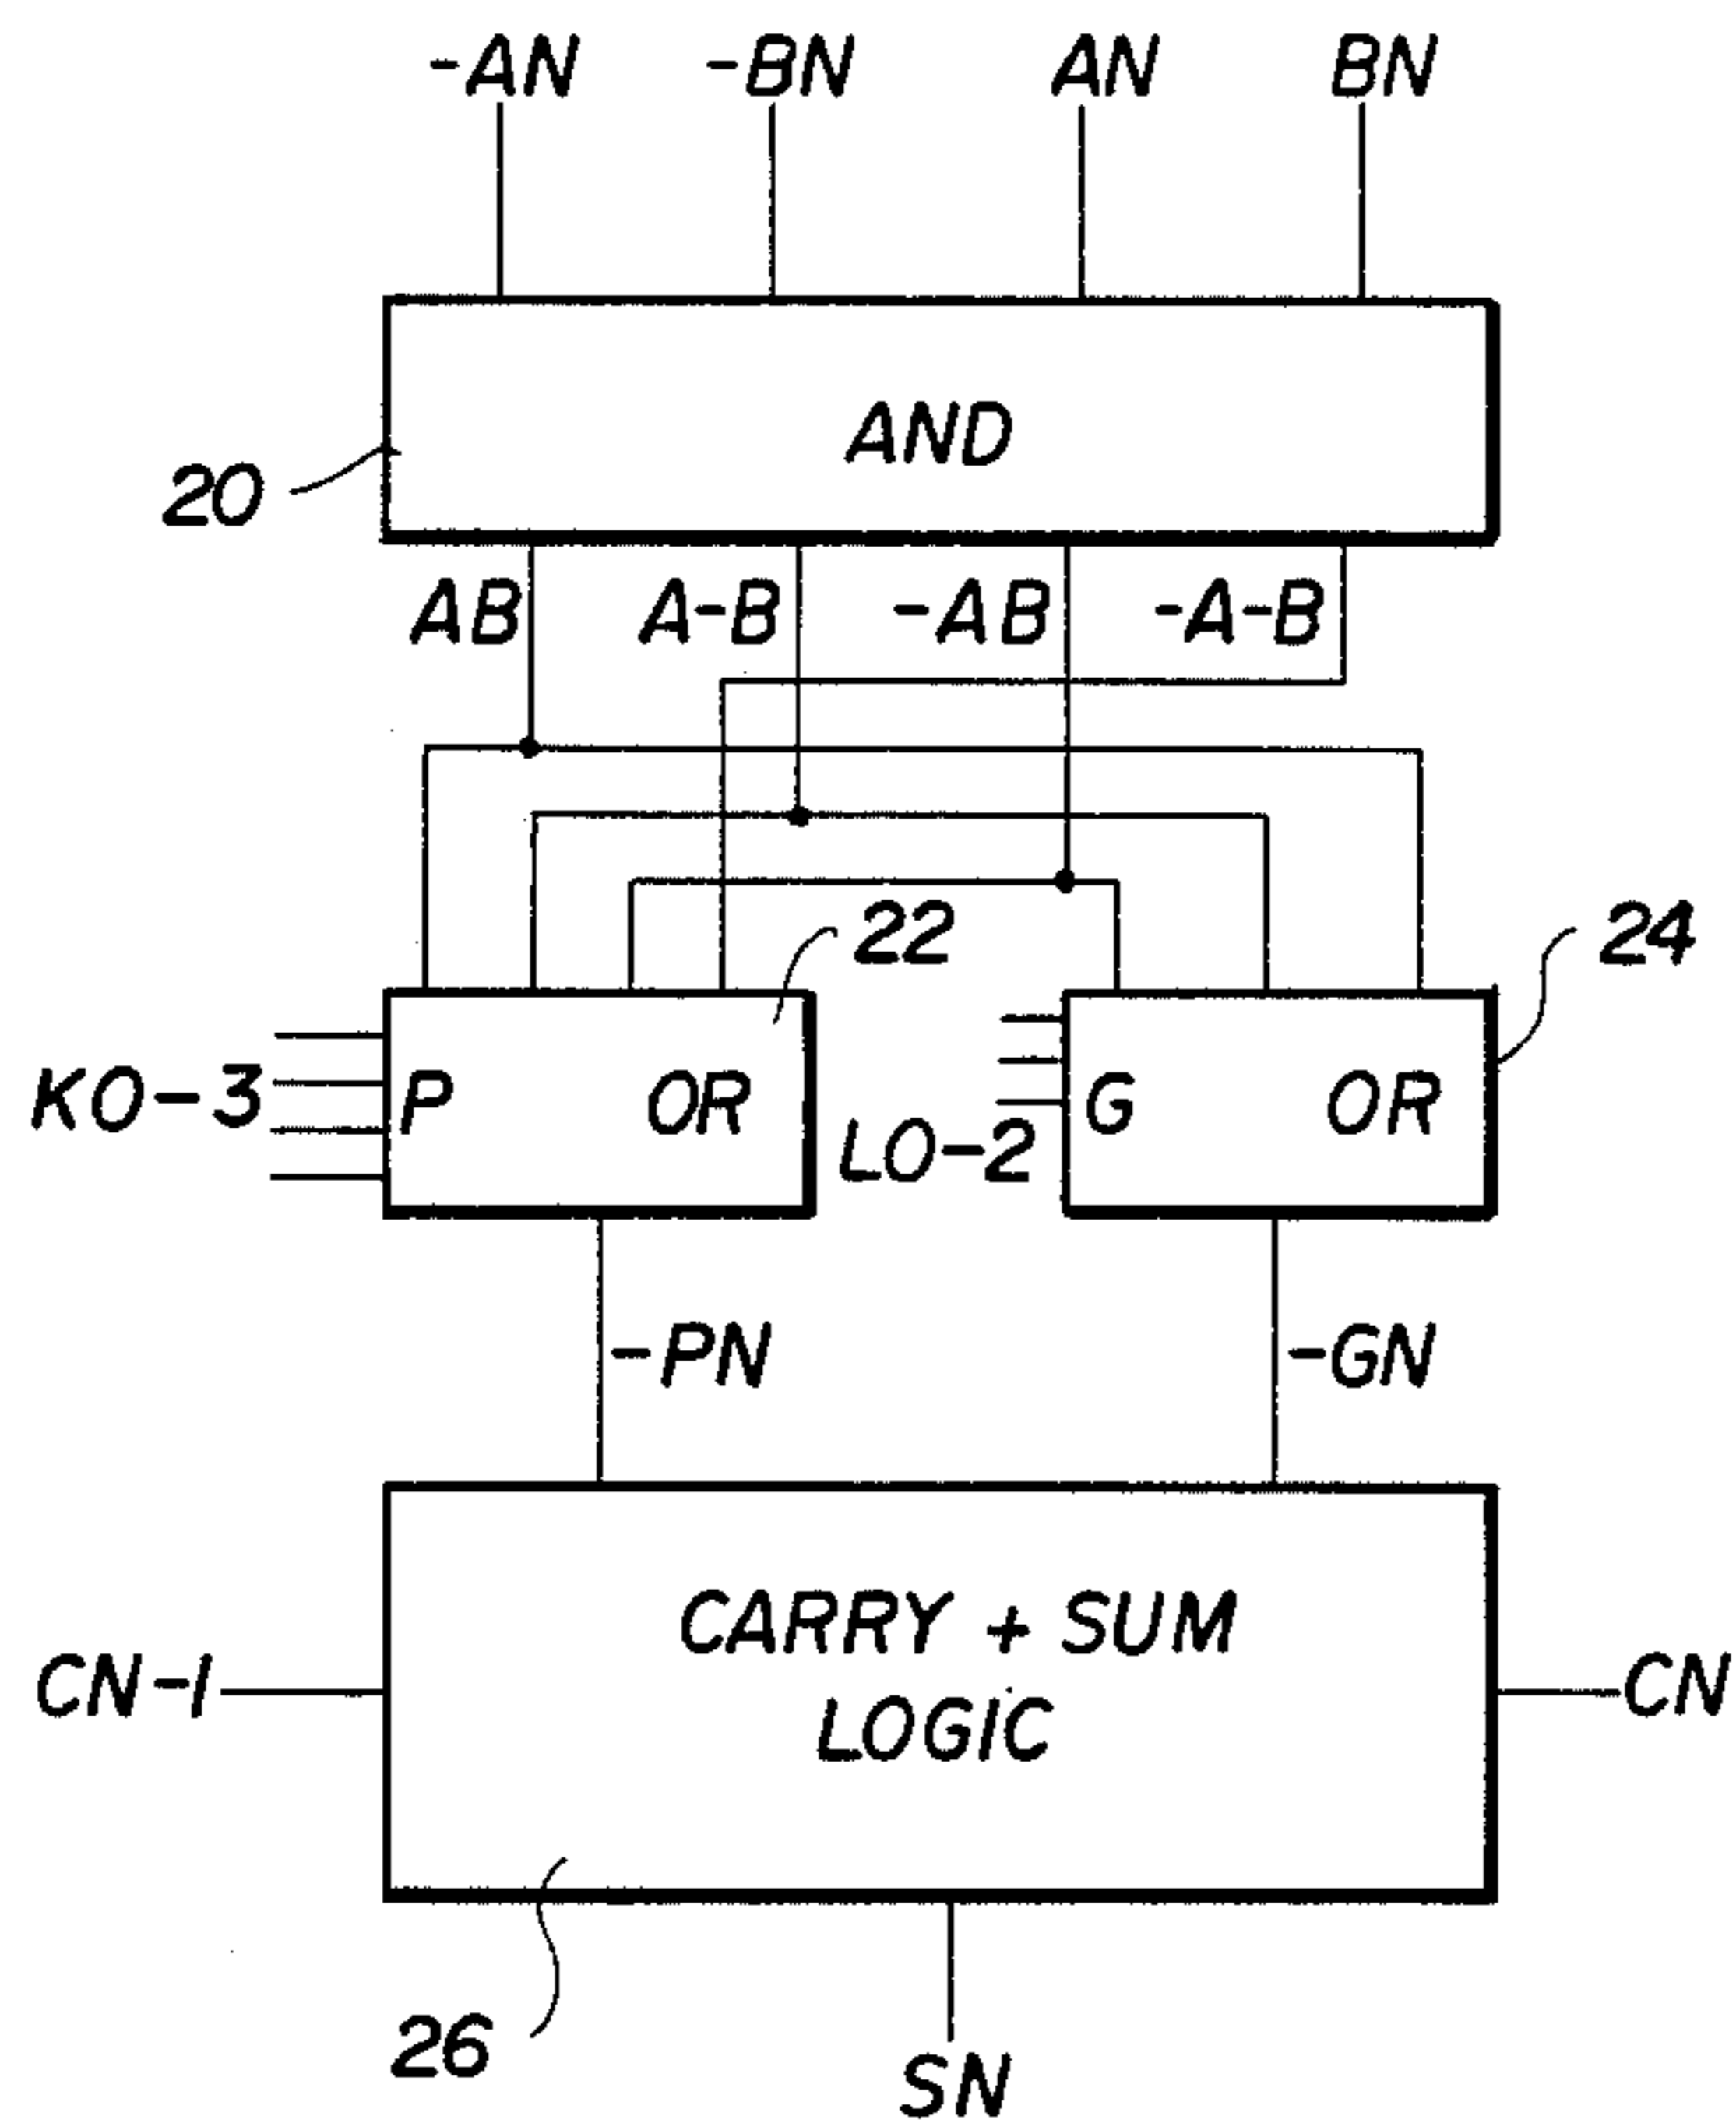 -AN -BN AN BN
AND
20
AB A-B -AB -A-B
22
24
KO-3
P OR
G OR
LO-2
-PN -GN
CARRY + SUM
LOGIC
CN-1
CN
26
SN